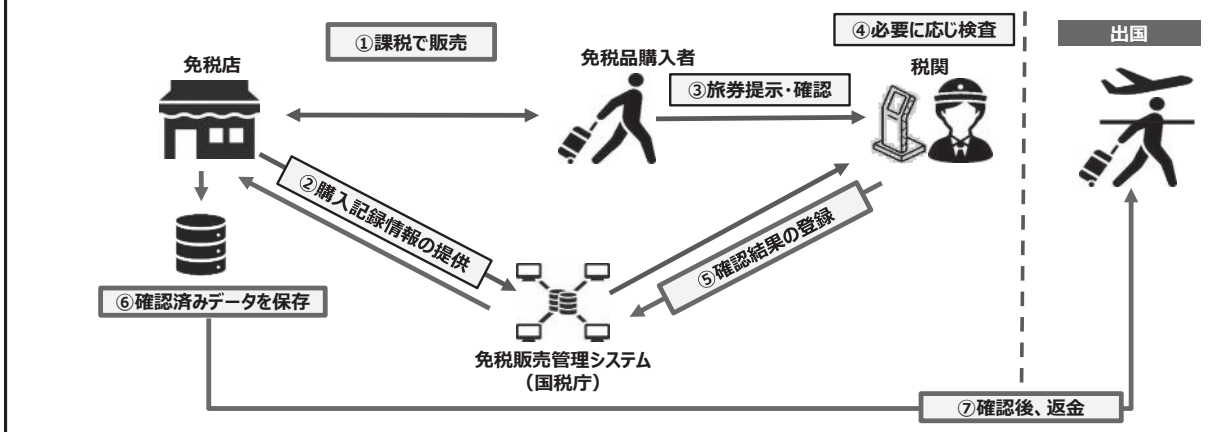 ①課税で販売
④必要に応じ検査
出国
免税店
免税品購入者
税関
③旅券提示・確認
②購入記録情報の提供
⑤確認結果の登録
⑥確認済みデータを保存
免税販売管理システム
（国税庁）
⑦確認後、返金